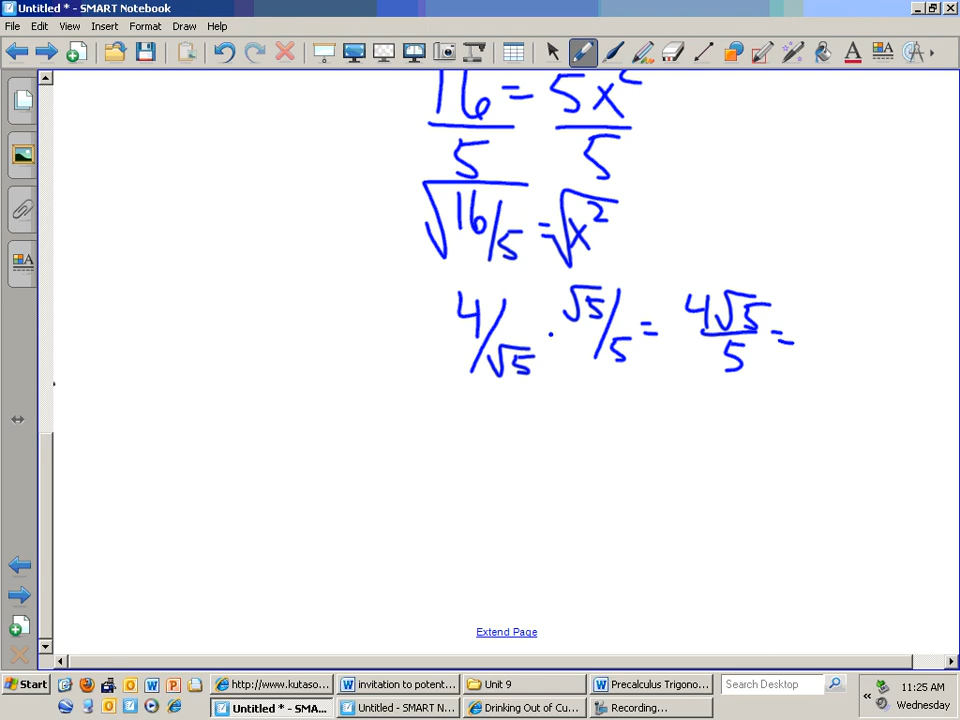 Untitled * - SMART Notebook
File Edit View Insert Format Draw Help
16 = 5x²
5 5
√16/5 = √x²
4/√5 · √5/5 = 4√5/5 =
Extend Page
Start
http://www.kutaso...
invitation to potent...
Unit 9
Precalculus Trigono...
Search Desktop
11:25 AM
Untitled * - SMA...
Untitled - SMART N...
Drinking Out of Cu...
Recording...
Wednesday